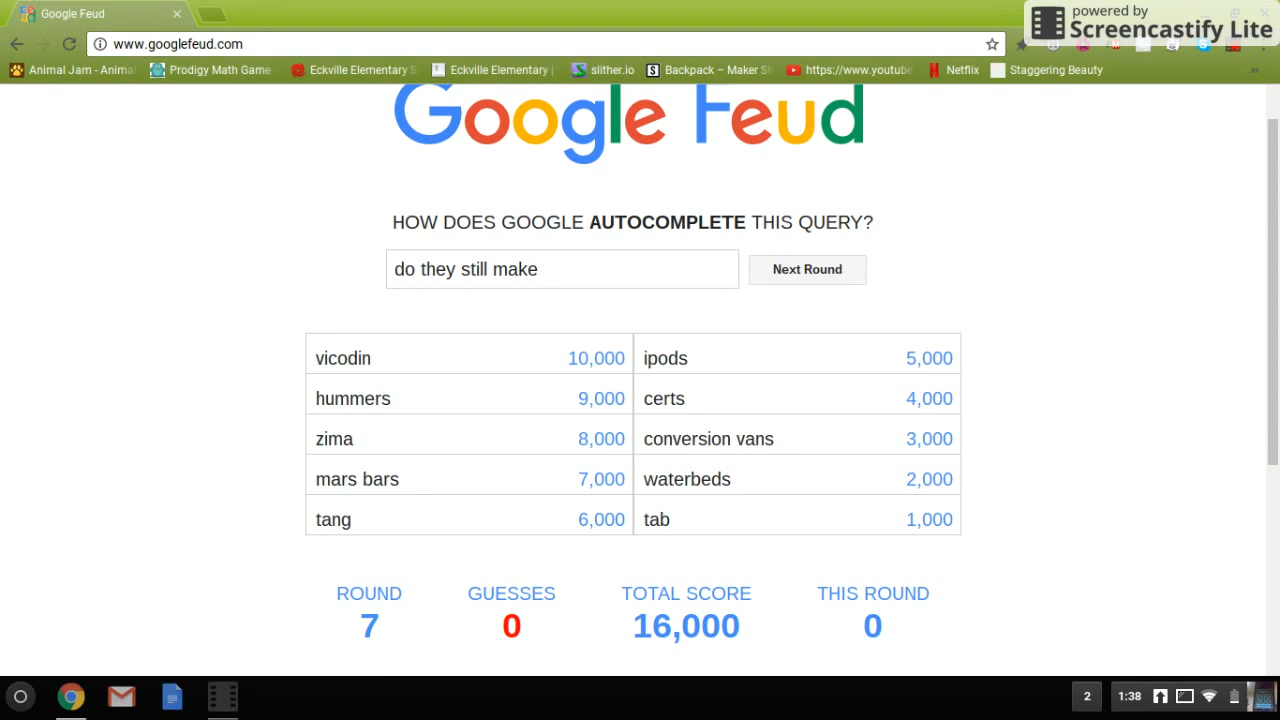 Google Feud
powered by
Screencastify Lite
www.googlefeud.com
Animal Jam - Anima
Prodigy Math Game
Eckville Elementary S
Eckville Elementary |
slither.io
Backpack – Maker Sh
https://www.youtube
Netflix
Staggering Beauty
Google Feud
HOW DOES GOOGLE AUTOCOMPLETE THIS QUERY?
do they still make
Next Round
vicodin 10,000 ipods 5,000
hummers 9,000 certs 4,000
zima 8,000 conversion vans 3,000
mars bars 7,000 waterbeds 2,000
tang 6,000 tab 1,000
ROUND GUESSES TOTAL SCORE THIS ROUND
7 0 16,000 0
2 1:38